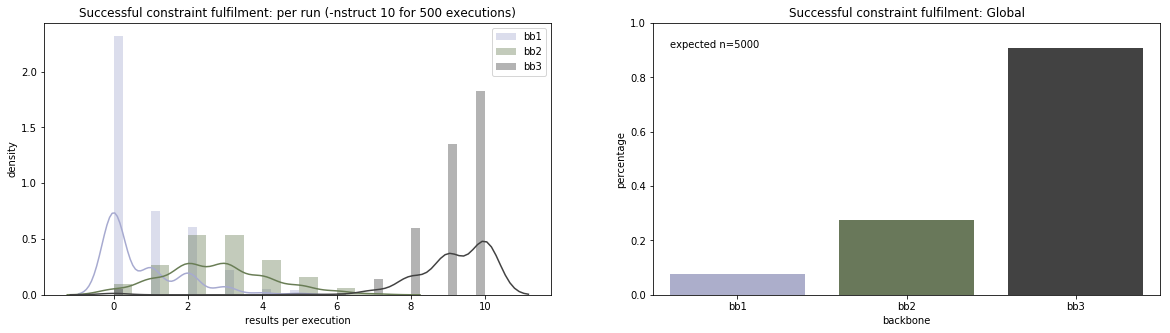 Successful constraint fulfilment: per run (-nstruct 10 for 500 executions)
density
2.0
1.5
1.0
0.5
0.0
0 2 4 6 8 10
results per execution
bb1
bb2
bb3
Successful constraint fulfilment: Global
percentage
1.0
0.8
0.6
0.4
0.2
0.0
expected n=5000
bb1 bb2 bb3
backbone